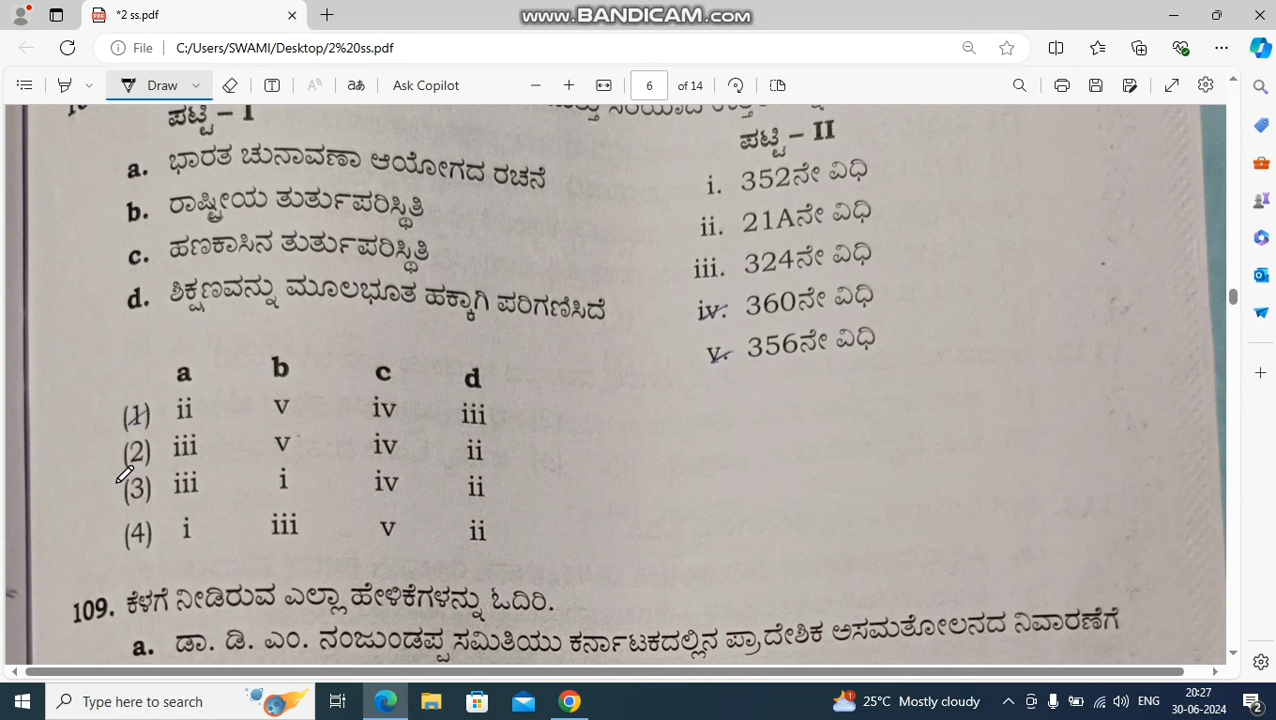 www.BANDICAM.com
*2 ss.pdf
File C:/Users/SWAMI/Desktop/2%20ss.pdf
Draw Ask Copilot 6 of 14
ಪಟ್ಟಿ – I
ಪಟ್ಟಿ – II
a. ಭಾರತ ಚುನಾವಣಾ ಆಯೋಗದ ರಚನೆ i. 352ನೇ ವಿಧಿ
b. ರಾಷ್ಟ್ರೀಯ ತುರ್ತುಪರಿಸ್ಥಿತಿ ii. 21Aನೇ ವಿಧಿ
c. ಹಣಕಾಸಿನ ತುರ್ತುಪರಿಸ್ಥಿತಿ iii. 324ನೇ ವಿಧಿ
d. ಶಿಕ್ಷಣವನ್ನು ಮೂಲಭೂತ ಹಕ್ಕಾಗಿ ಪರಿಗಣಿಸಿದೆ iv. 360ನೇ ವಿಧಿ
v. 356ನೇ ವಿಧಿ
a b c d
(1) ii v iv iii
(2) iii v iv ii
(3) iii i iv ii
(4) i iii v ii
109. ಕೆಳಗೆ ನೀಡಿರುವ ಎಲ್ಲಾ ಹೇಳಿಕೆಗಳನ್ನು ಓದಿರಿ.
a. ಡಾ. ಡಿ. ಎಂ. ನಂಜುಂಡಪ್ಪ ಸಮಿತಿಯು ಕರ್ನಾಟಕದಲ್ಲಿನ ಪ್ರಾದೇಶಿಕ ಅಸಮತೋಲನದ ನಿವಾರಣೆಗೆ
Type here to search 25°C Mostly cloudy ENG 20:27
30-06-2024 2